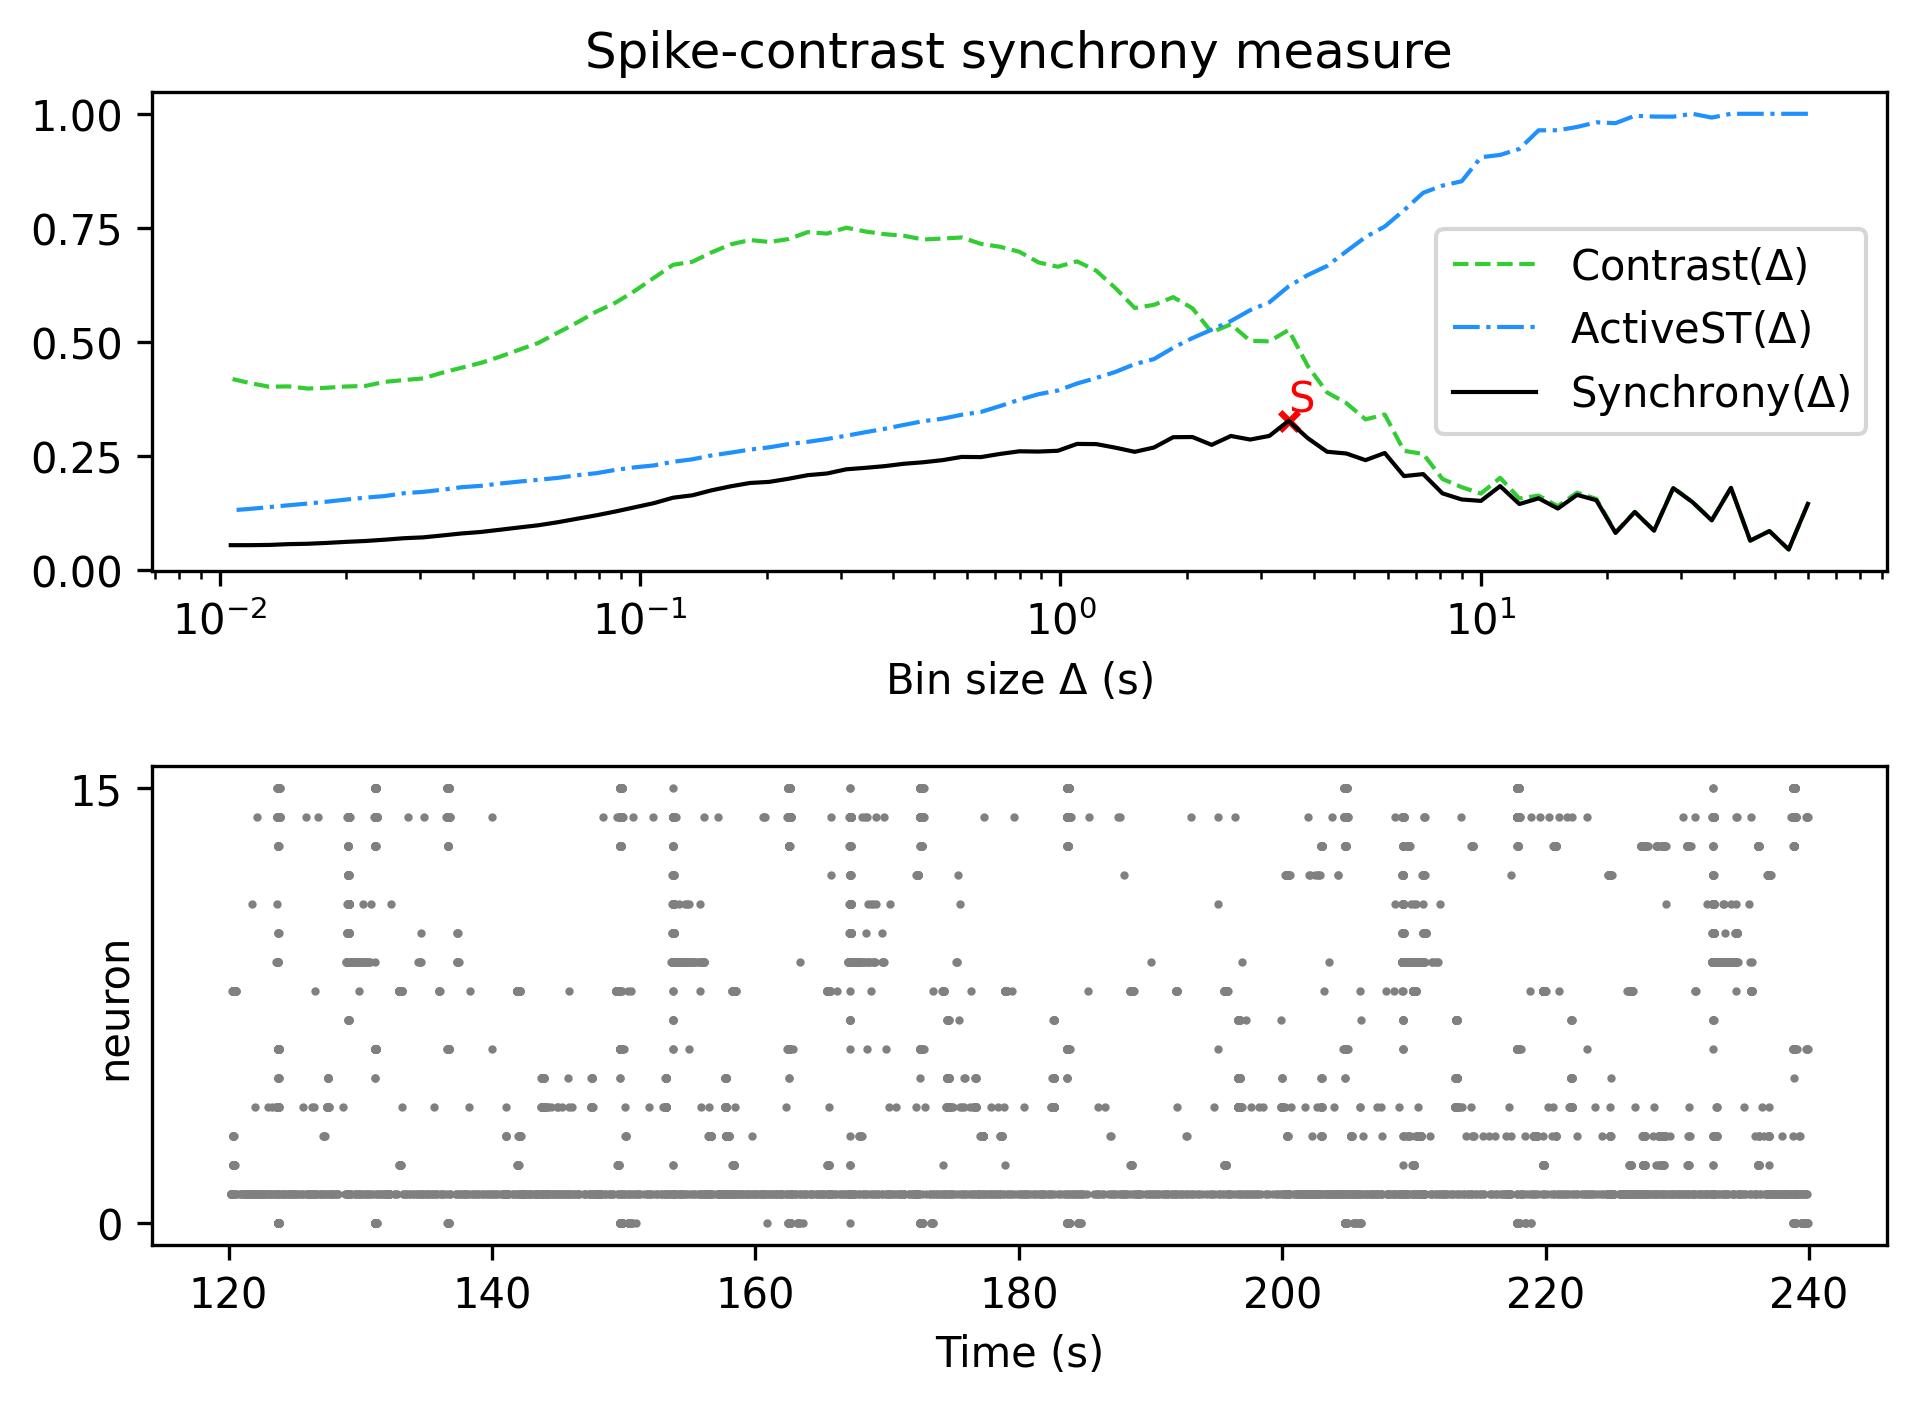 Spike-contrast synchrony measure
1.00
0.75
0.50
0.25
0.00
Contrast(Δ)
ActiveST(Δ)
Synchrony(Δ)
S
10⁻² 10⁻¹ 10⁰ 10¹
Bin size Δ (s)
15
0
neuron
120 140 160 180 200 220 240
Time (s)